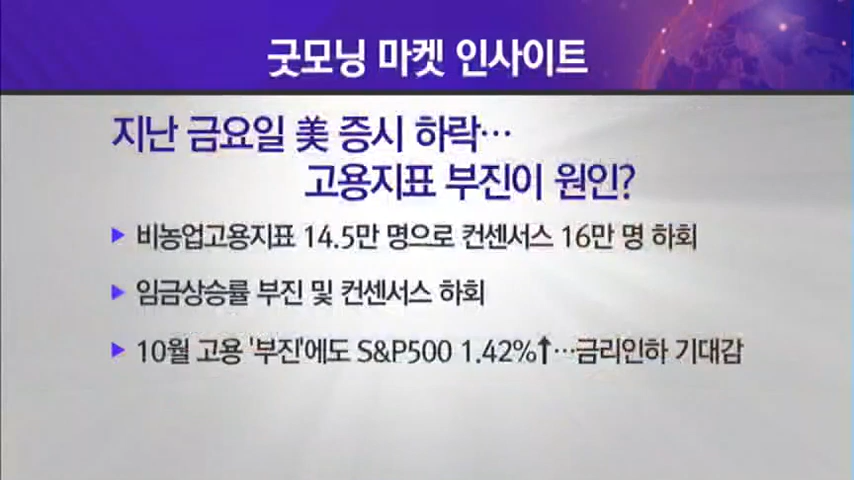 굿모닝 마켓 인사이트
지난 금요일 美 증시 하락…
고용지표 부진이 원인?
▶ 비농업고용지표 14.5만 명으로 컨센서스 16만 명 하회
▶ 임금상승률 부진 및 컨센서스 하회
▶ 10월 고용 '부진'에도 S&P500 1.42%↑…금리인하 기대감